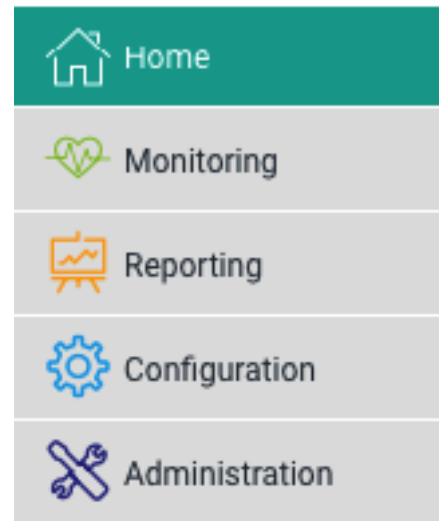 Home
Monitoring
Reporting
Configuration
Administration